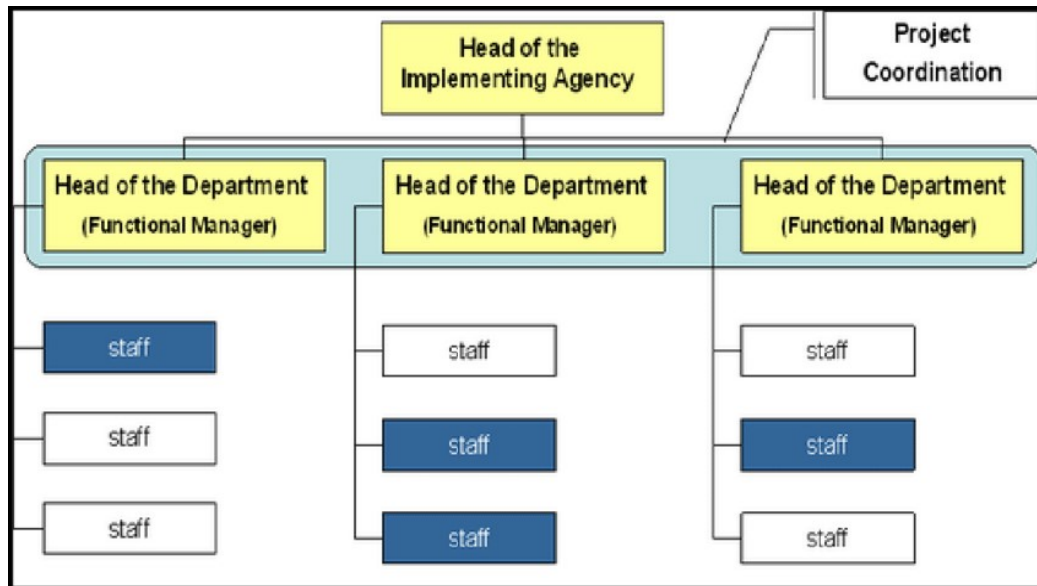 Head of the
Implementing Agency
Project
Coordination
Head of the Department
(Functional Manager)
Head of the Department
(Functional Manager)
Head of the Department
(Functional Manager)
staff
staff
staff
staff
staff
staff
staff
staff
staff